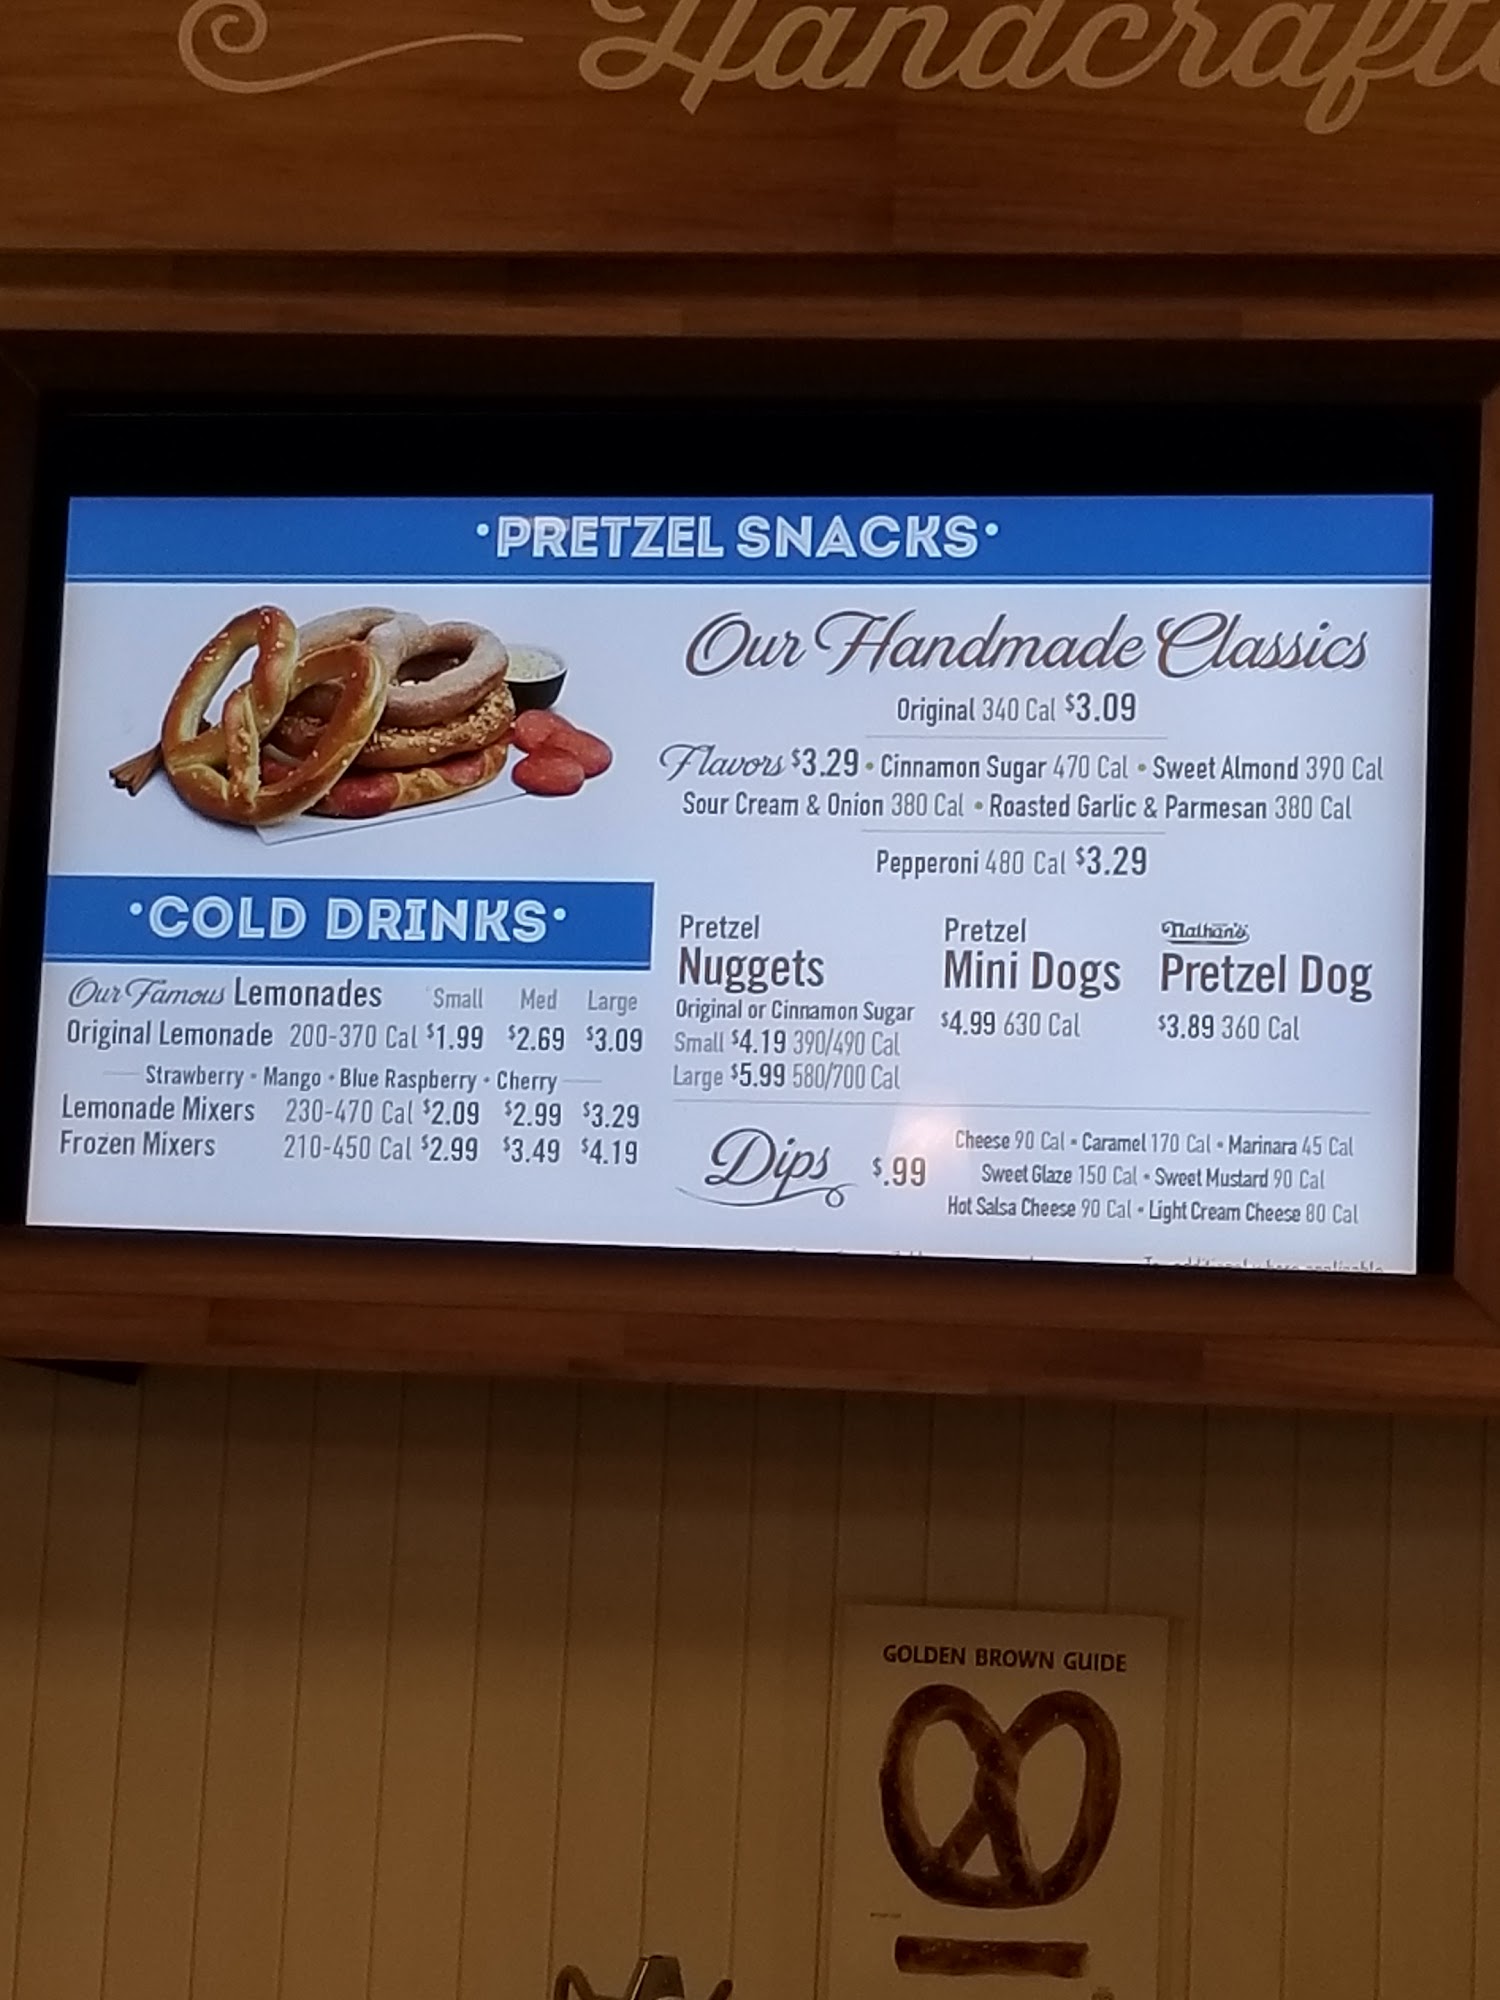 Handcraft
•PRETZEL SNACKS•
Our Handmade Classics
Original 340 Cal $3.09
Flavors $3.29 • Cinnamon Sugar 470 Cal • Sweet Almond 390 Cal
Sour Cream & Onion 380 Cal • Roasted Garlic & Parmesan 380 Cal
Pepperoni 480 Cal $3.29
•COLD DRINKS•
Our Famous Lemonades Small Med Large
Original Lemonade 200-370 Cal $1.99 $2.69 $3.09
Strawberry • Mango • Blue Raspberry • Cherry
Lemonade Mixers 230-470 Cal $2.09 $2.99 $3.29
Frozen Mixers 210-450 Cal $2.99 $3.49 $4.19
Pretzel
Nuggets
Original or Cinnamon Sugar
Small $4.19 390/490 Cal
Large $5.99 580/700 Cal
Pretzel
Mini Dogs
$4.99 630 Cal
Nathan's
Pretzel Dog
$3.89 360 Cal
Dips $.99
Cheese 90 Cal • Caramel 170 Cal • Marinara 45 Cal
Sweet Glaze 150 Cal • Sweet Mustard 90 Cal
Hot Salsa Cheese 90 Cal • Light Cream Cheese 80 Cal
GOLDEN BROWN GUIDE